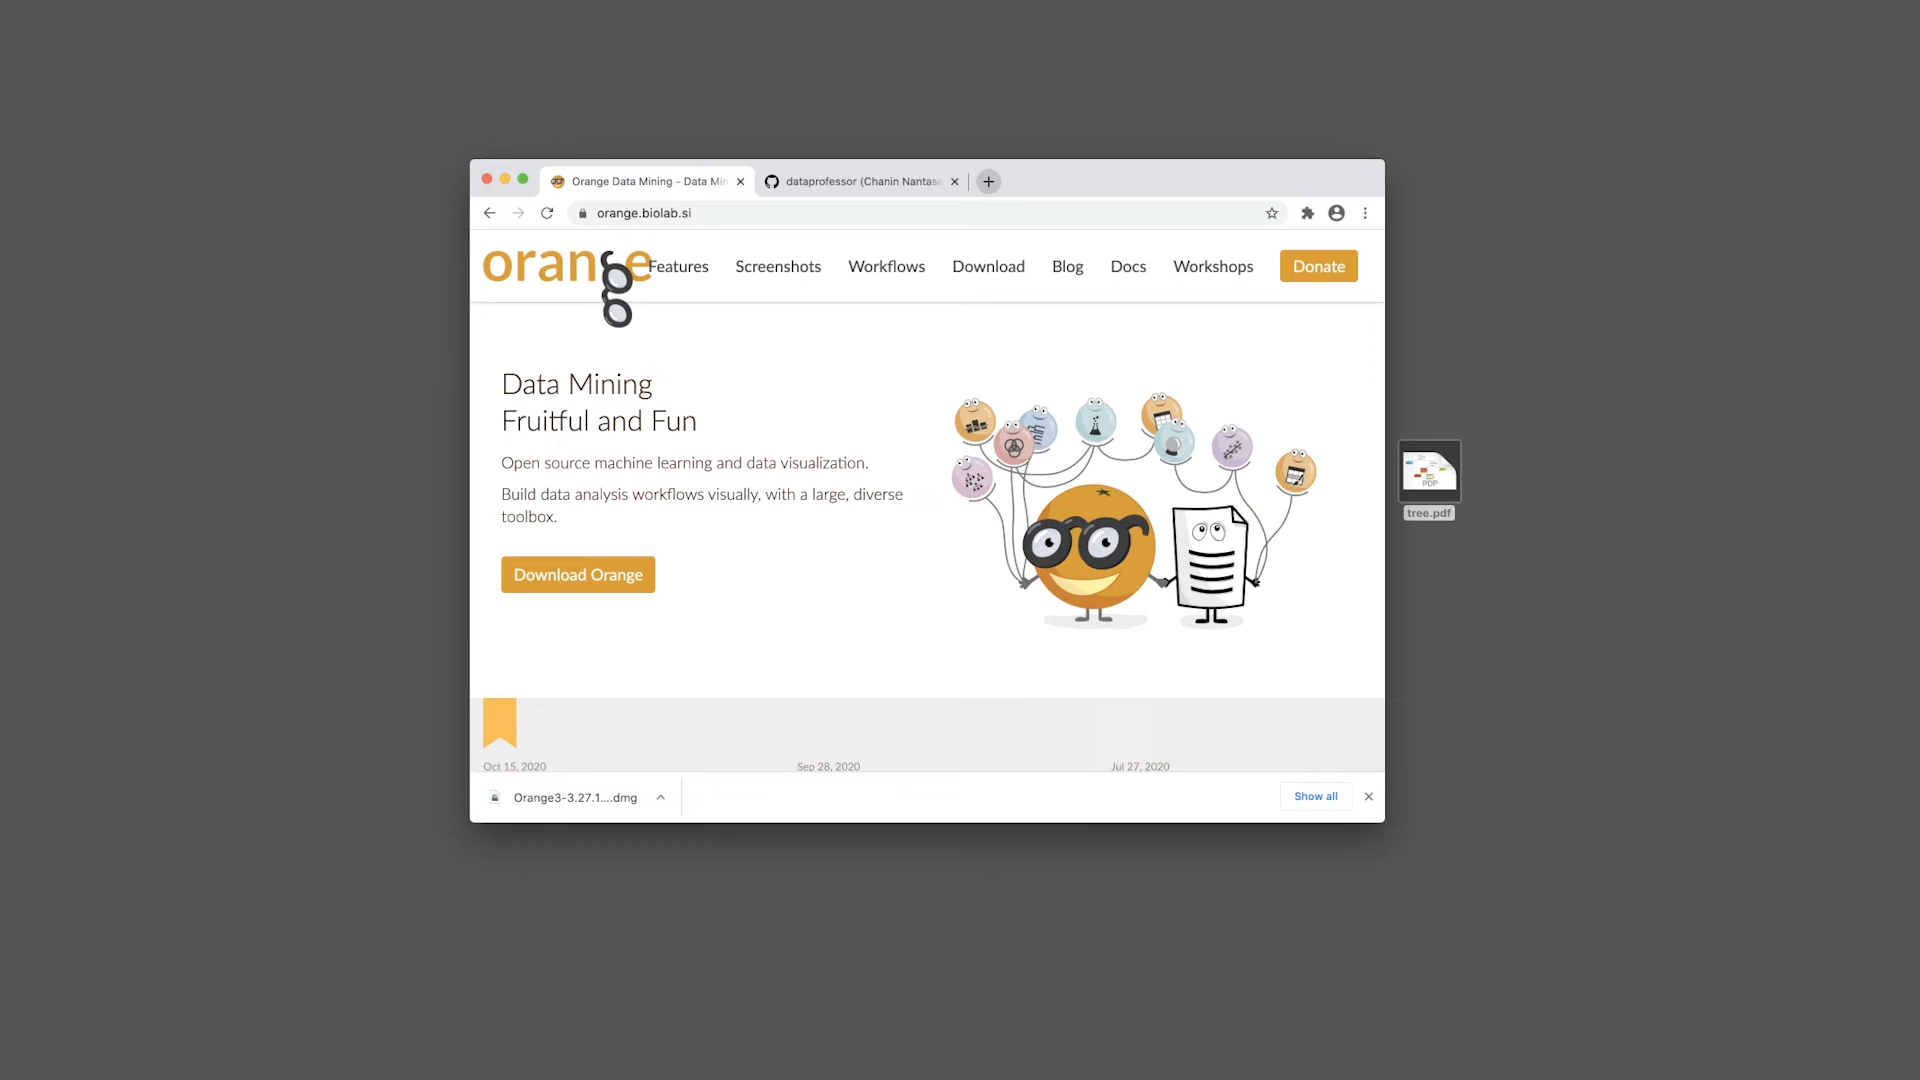 Orange Data Mining - Data Min
dataprofessor (Chanin Nantas
orange.biolab.si
orange
Features
Screenshots
Workflows
Download
Blog
Docs
Workshops
Donate
Data Mining
Fruitful and Fun
Open source machine learning and data visualization.
Build data analysis workflows visually, with a large, diverse
toolbox.
Download Orange
PDP
tree.pdf
Oct 15, 2020
Sep 28, 2020
Jul 27, 2020
Orange3-3.27.1....dmg
Show all